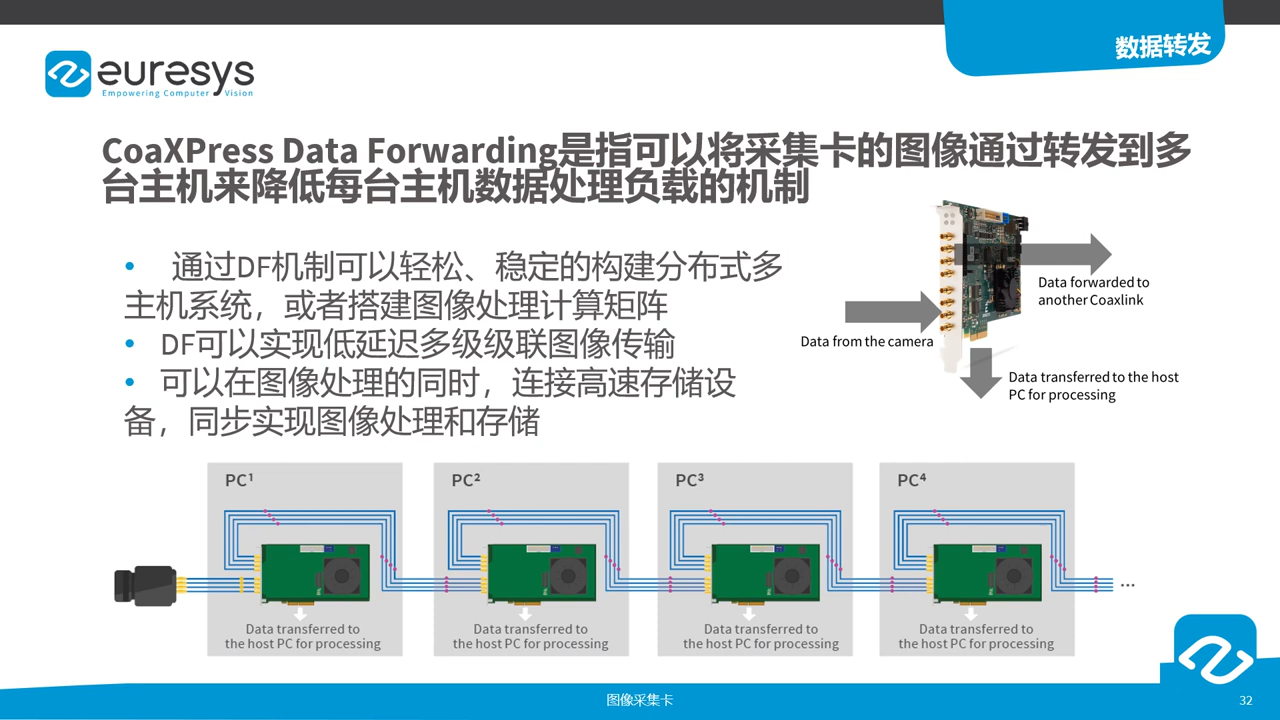 数据转发
euresys
Empowering Computer Vision
CoaXPress Data Forwarding是指可以将采集卡的图像通过转发到多
台主机来降低每台主机数据处理负载的机制
• 通过DF机制可以轻松、稳定的构建分布式多
主机系统，或者搭建图像处理计算矩阵
• DF可以实现低延迟多级级联图像传输
• 可以在图像处理的同时，连接高速存储设
备，同步实现图像处理和存储
Data forwarded to
another Coaxlink
Data from the camera
Data transferred to the host
PC for processing
PC¹
PC²
PC³
PC⁴
...
Data transferred to
the host PC for processing
Data transferred to
the host PC for processing
Data transferred to
the host PC for processing
Data transferred to
the host PC for processing
图像采集卡
32